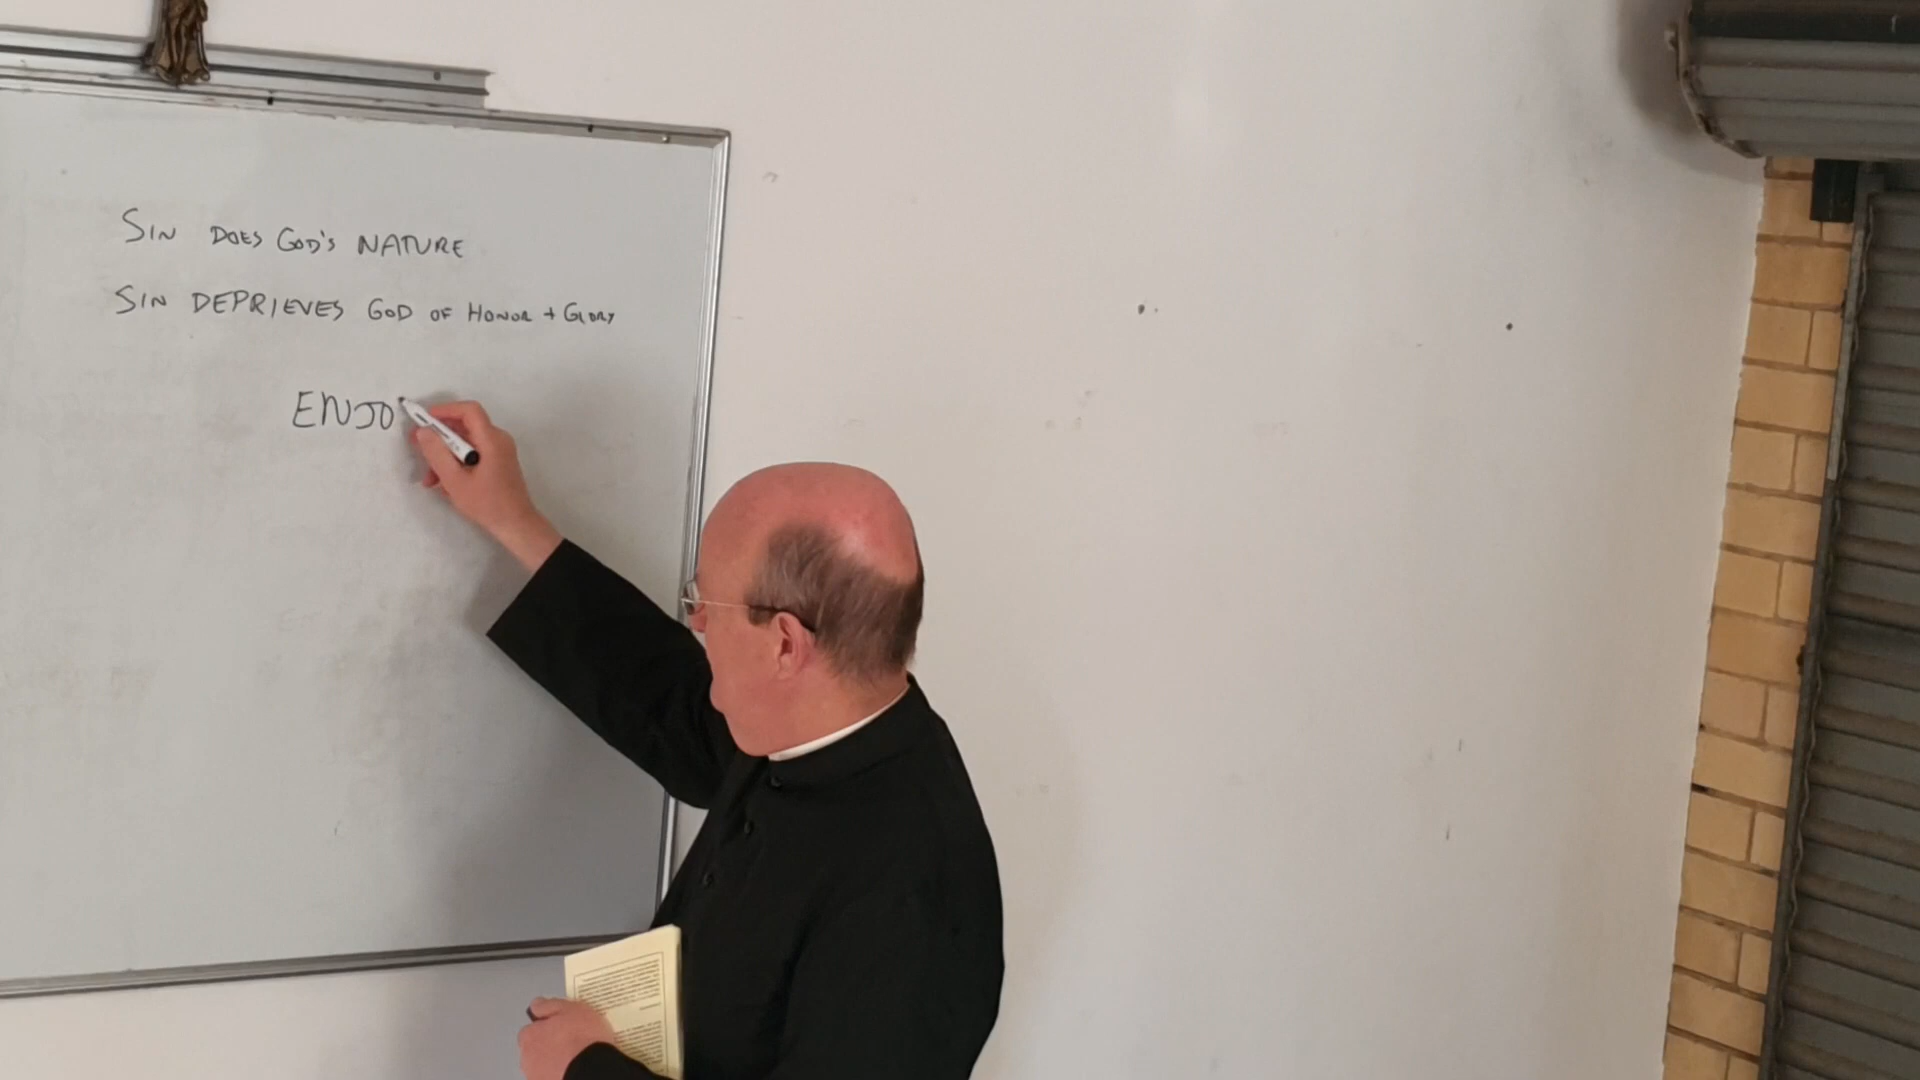 SIN DOES GOD'S NATURE
SIN DEPRIEVES GOD OF HONOR + GLORY
ENJO